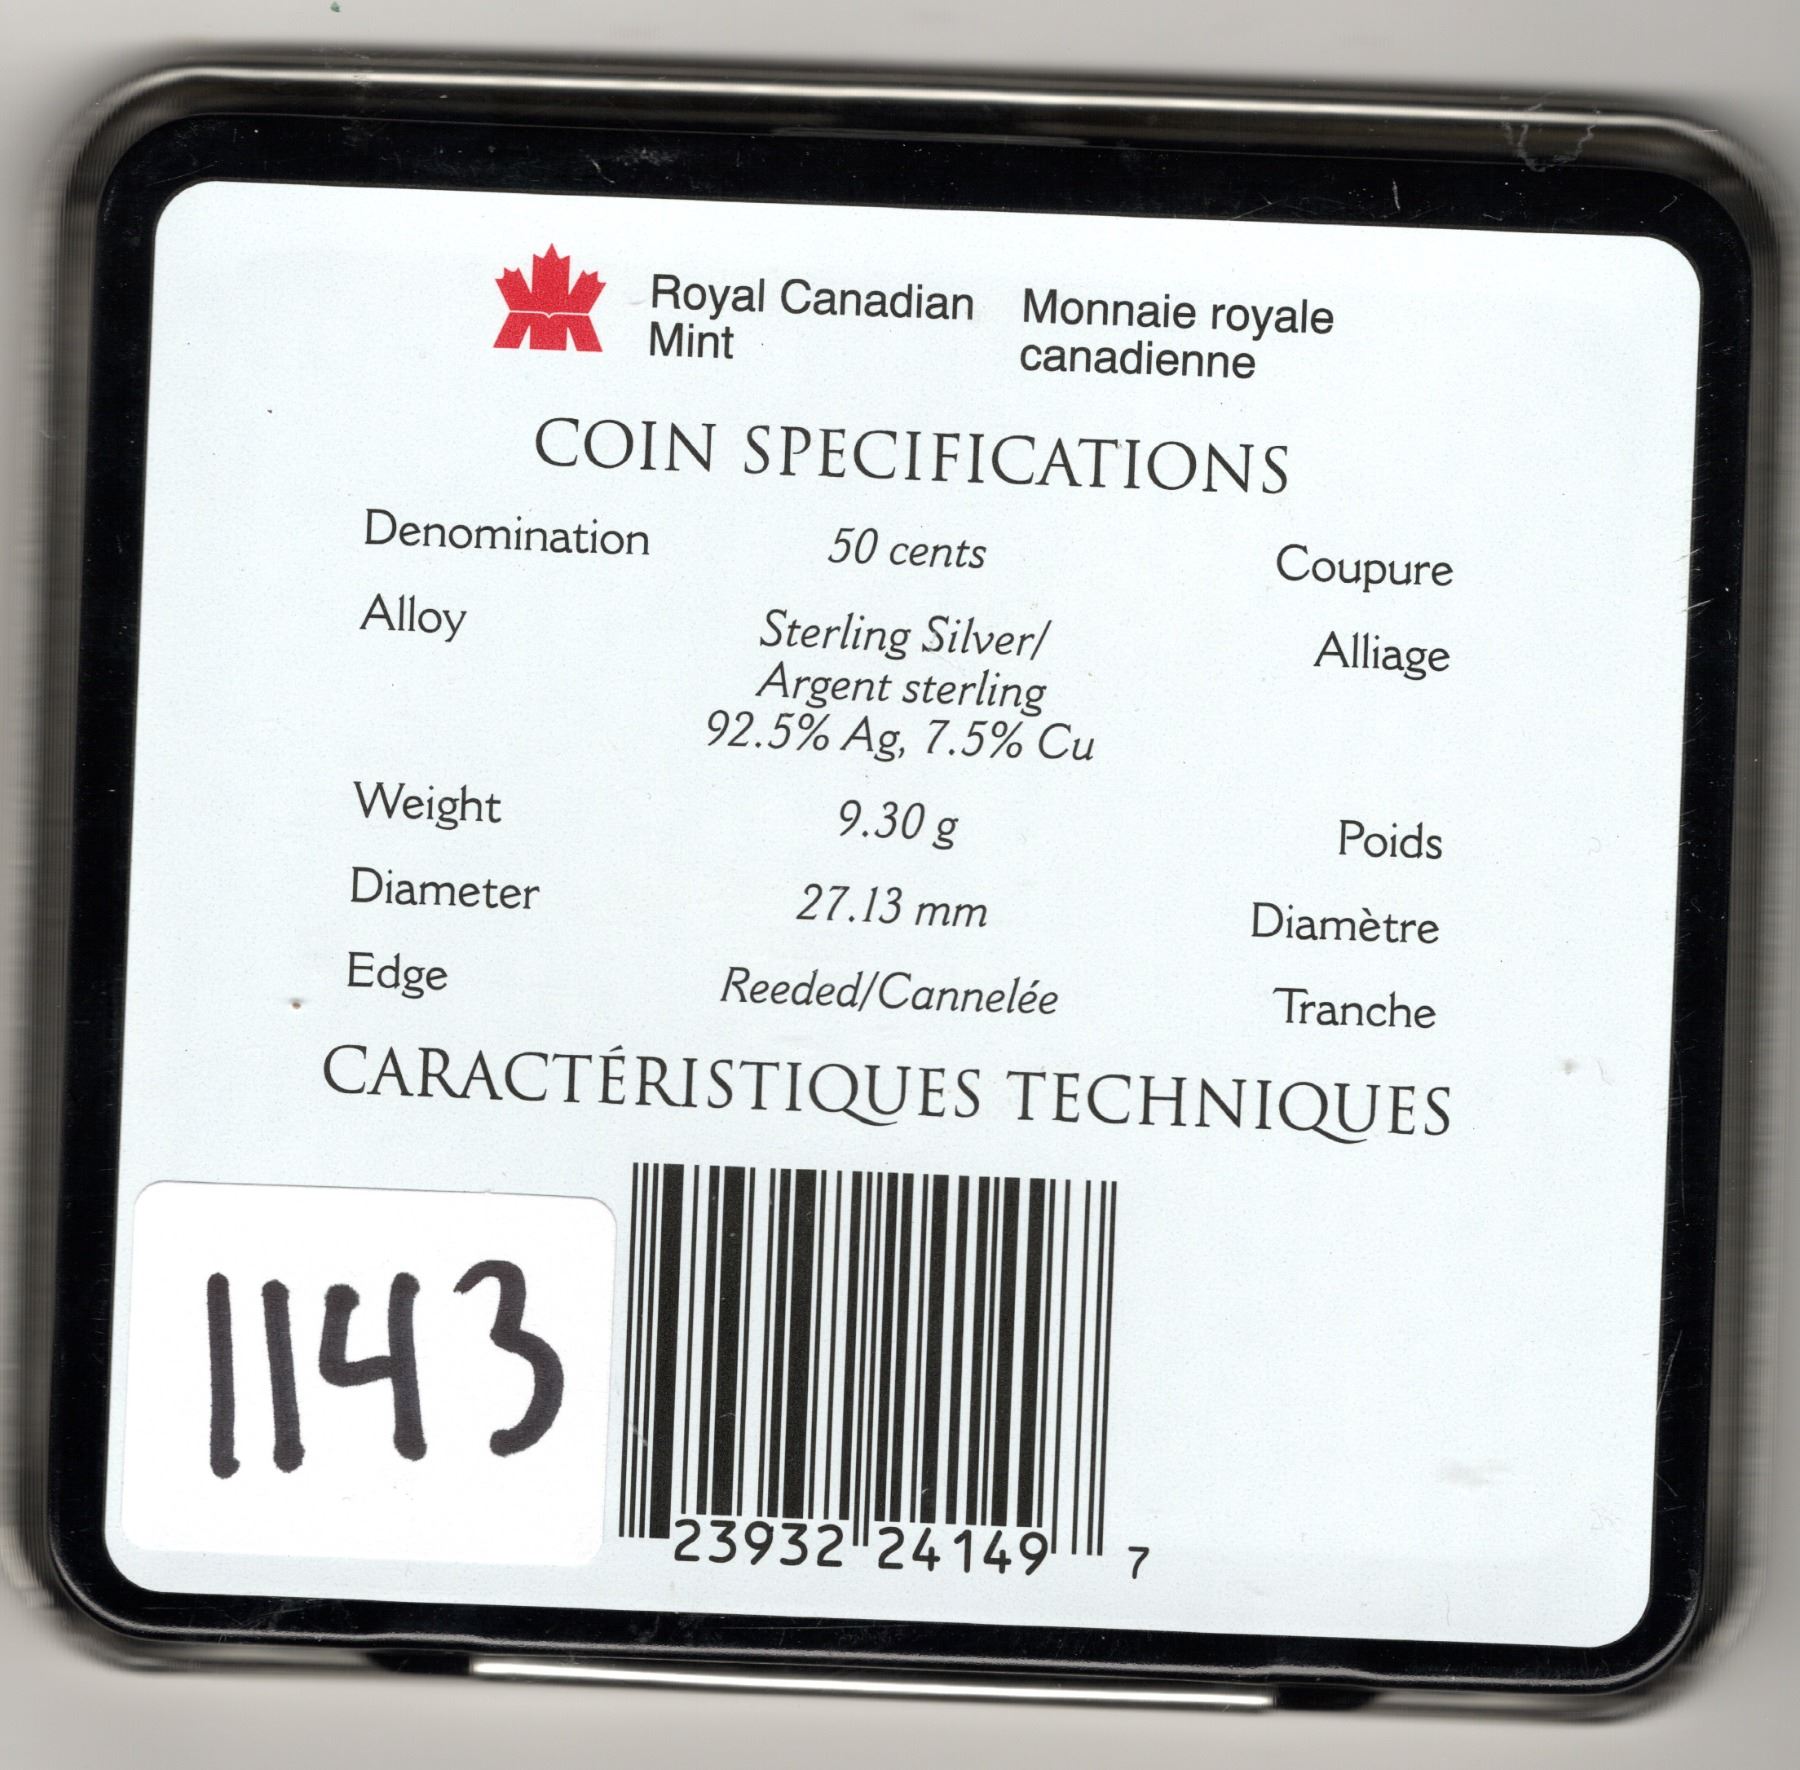 Royal Canadian Mint
Monnaie royale canadienne
COIN SPECIFICATIONS
Denomination 50 cents Coupure
Alloy Sterling Silver/ Alliage
Argent sterling
92.5% Ag, 7.5% Cu
Weight 9.30 g Poids
Diameter 27.13 mm Diamètre
Edge Reeded/Cannelée Tranche
CARACTÉRISTIQUES TECHNIQUES
1143
23932 24149 7